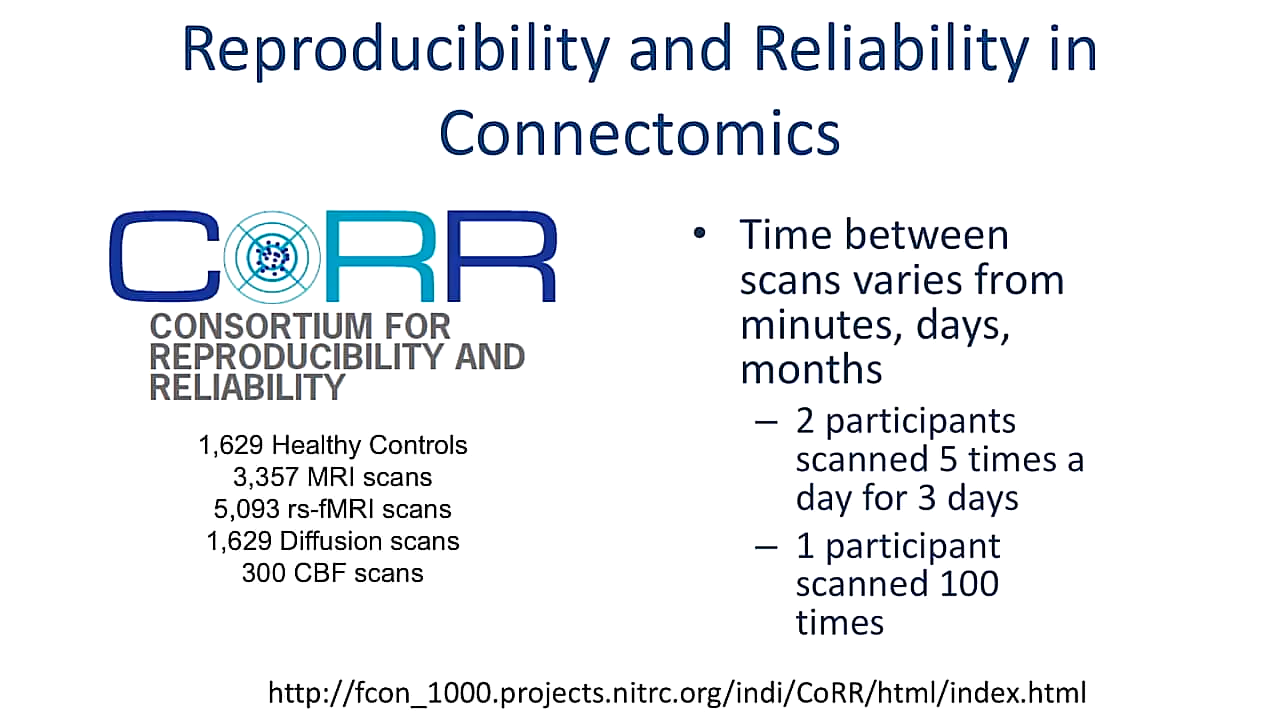 Reproducibility and Reliability in
Connectomics
CoRR
CONSORTIUM FOR
REPRODUCIBILITY AND
RELIABILITY
1,629 Healthy Controls
3,357 MRI scans
5,093 rs-fMRI scans
1,629 Diffusion scans
300 CBF scans
• Time between
scans varies from
minutes, days,
months
– 2 participants
scanned 5 times a
day for 3 days
– 1 participant
scanned 100
times
http://fcon_1000.projects.nitrc.org/indi/CoRR/html/index.html